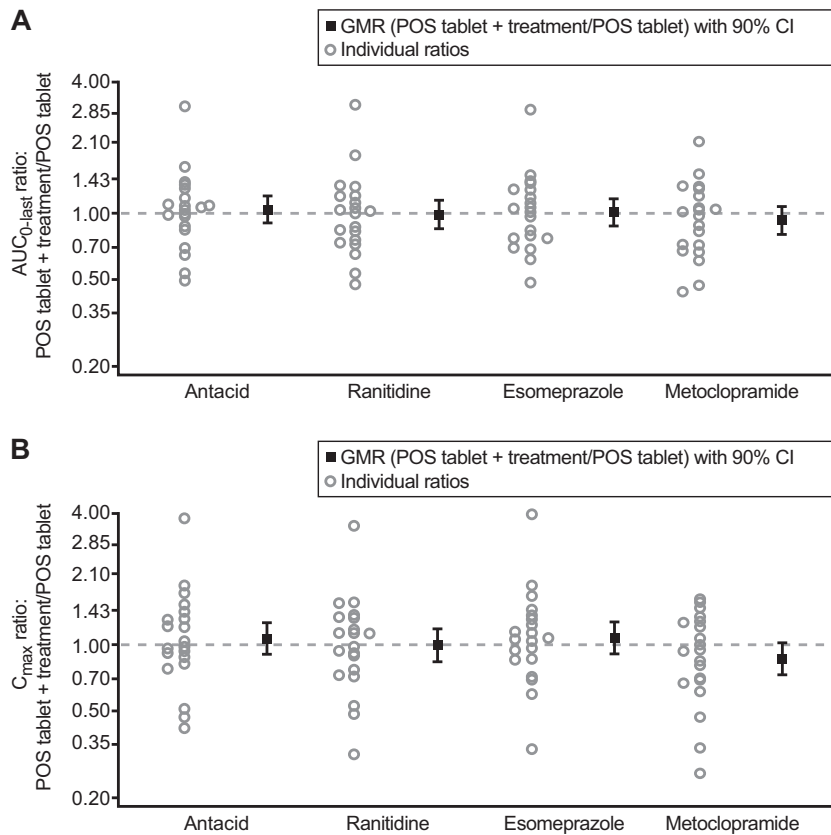 A
GMR (POS tablet + treatment/POS tablet) with 90% CI
Individual ratios
AUC0-last ratio:
POS tablet + treatment/POS tablet
4.00
2.85
2.10
1.43
1.00
0.70
0.50
0.35
0.20
Antacid Ranitidine Esomeprazole Metoclopramide
B
GMR (POS tablet + treatment/POS tablet) with 90% CI
Individual ratios
Cmax ratio:
POS tablet + treatment/POS tablet
4.00
2.85
2.10
1.43
1.00
0.70
0.50
0.35
0.20
Antacid Ranitidine Esomeprazole Metoclopramide